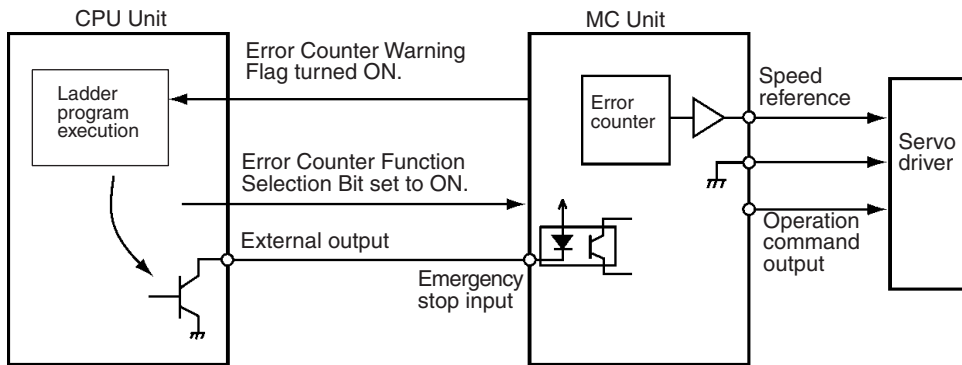 CPU Unit
MC Unit
Error Counter Warning
Flag turned ON.
Speed
reference
Ladder
program
execution
Error
counter
Servo
driver
Error Counter Function
Selection Bit set to ON.
External output
Operation
command
output
Emergency
stop input